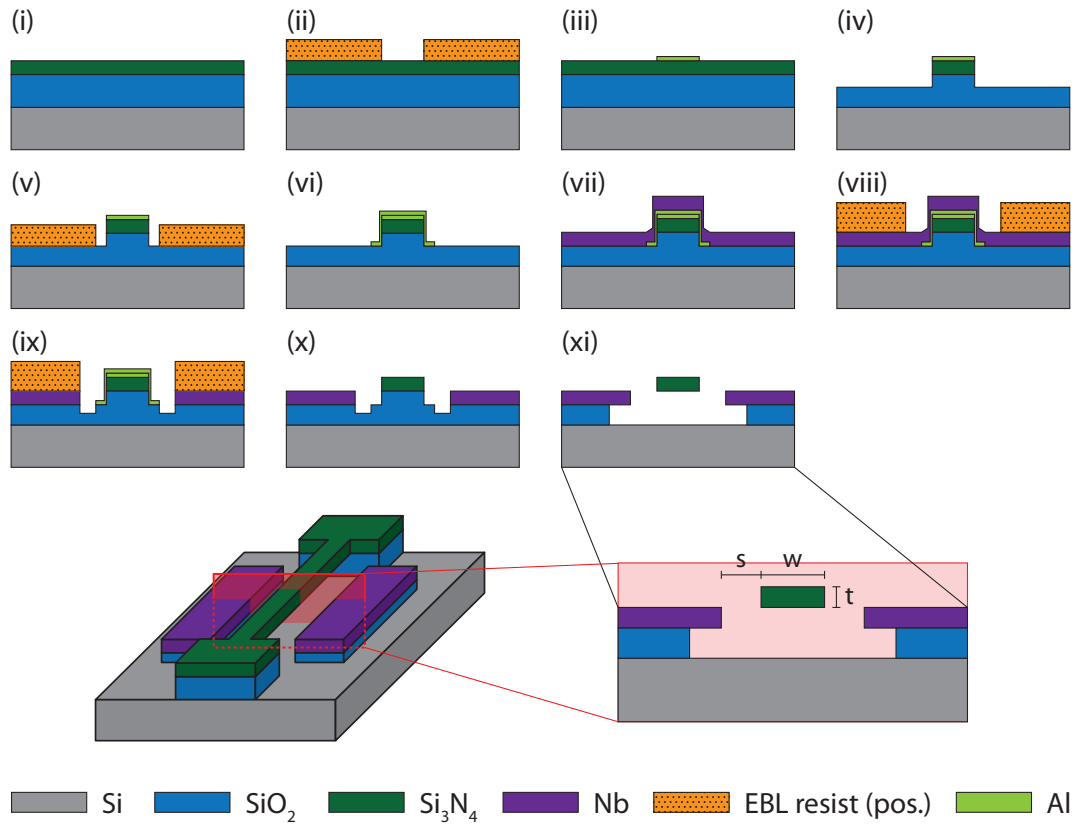 (i) (ii) (iii) (iv)
(v) (vi) (vii) (viii)
(ix) (x) (xi)
s w
t
Si SiO₂ Si₃N₄ Nb EBL resist (pos.) Al